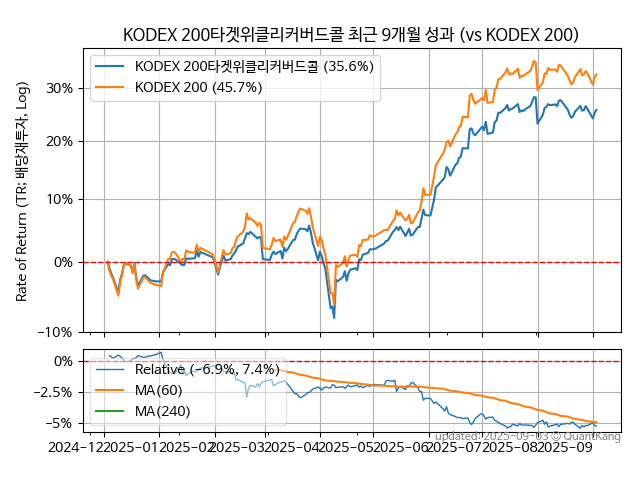 KODEX 200타겟위클리커버드콜 최근 9개월 성과 (vs KODEX 200)
Rate of Return (TR; 배당재투자, Log)
KODEX 200타겟위클리커버드콜 (35.6%)
KODEX 200 (45.7%)
30%
20%
10%
0%
−10%
Relative (−6.9%, 7.4%)
MA(60)
MA(240)
0%
−2.5%
−5%
updated: 2025-09-03 © QuantKang
2024-12 2025-01 2025-02 2025-03 2025-04 2025-05 2025-06 2025-07 2025-08 2025-09